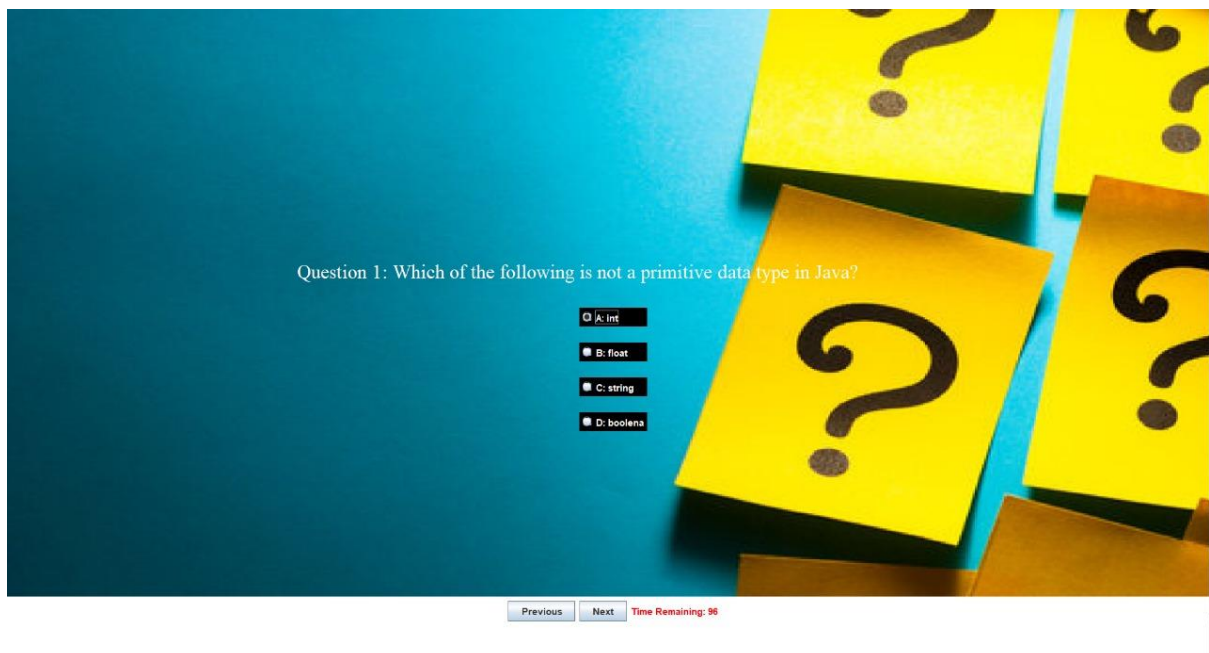 Question 1: Which of the following is not a primitive data type in Java?
A: int
B: float
C: string
D: boolena
Previous Next Time Remaining: 96